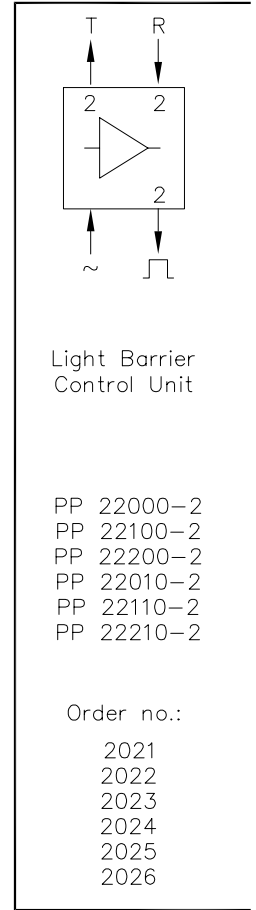 T R
2 2
2
~
Light Barrier
Control Unit
PP 22000-2
PP 22100-2
PP 22200-2
PP 22010-2
PP 22110-2
PP 22210-2
Order no.:
2021
2022
2023
2024
2025
2026